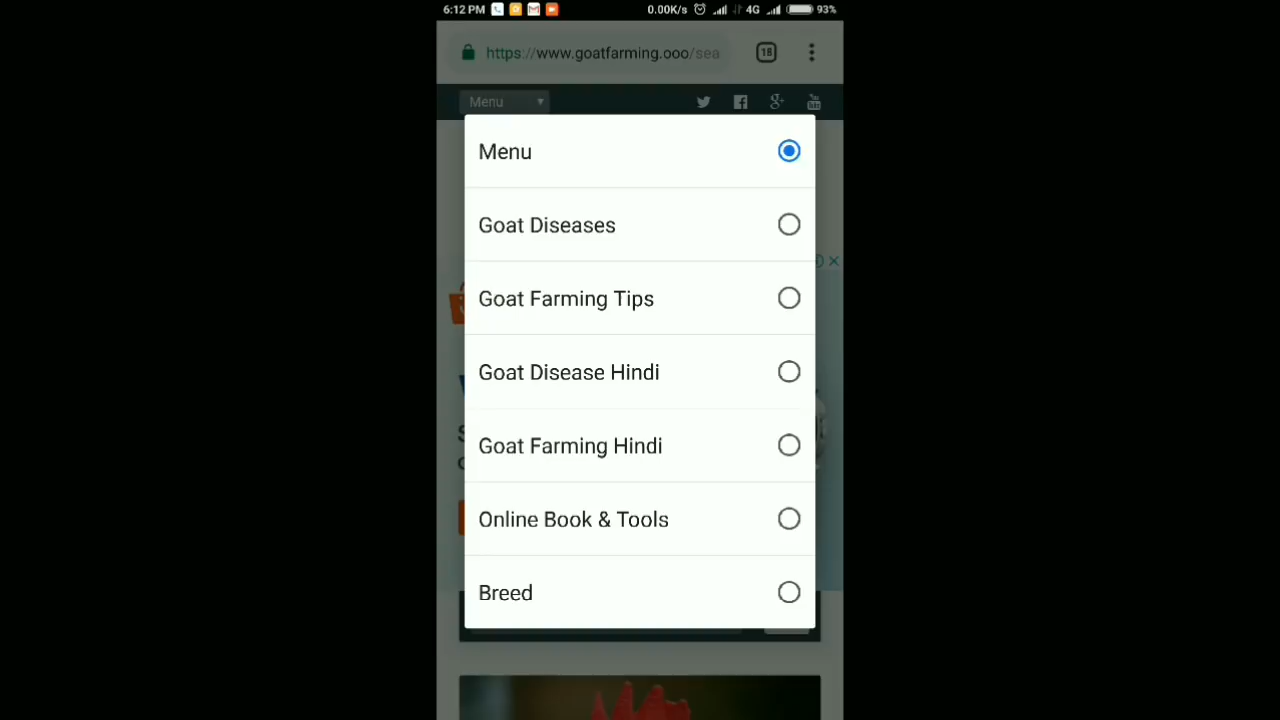 6:12 PM 0.00K/s 4G 93%
https://www.goatfarming.ooo/sea 18
Menu
Menu
Goat Diseases
Goat Farming Tips
Goat Disease Hindi
Goat Farming Hindi
Online Book & Tools
Breed